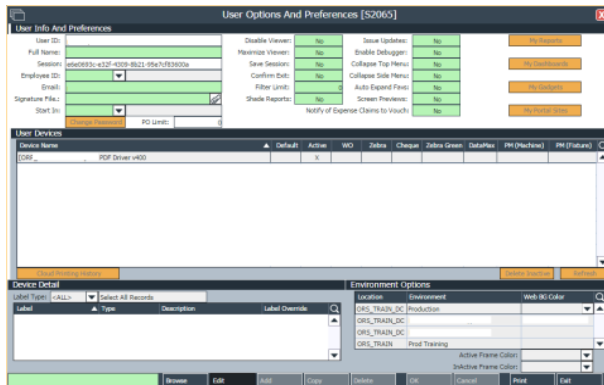 User Options And Preferences [S2065]
User Info And Preferences
User ID:
Full Name:
Session:
Employee ID:
Email:
Signature File:
Start In:
Change Password PO Limit: 0
Disable Viewer: No
Maximize Viewer: No
Save Session: No
Confirm Exit: No
Filter Limit: 0
Shade Reports: No
Issue Updates: No
Enable Debugger: No
Collapse Top Menu: No
Collapse Side Menu: No
Auto Expand Favs: No
Screen Previews: No
Notify of Expense Claims to Vouch: No
My Reports
My Dashboards
My Gadgets
My Portal Sites
User Devices
Device Name Default Active WO Zebra Cheque Zebra Green DataMax PM (Machine) PM (Fixture)
PDF Driver v400 X
Cloud Printing History Delete Inactive Refresh
Device Detail
Label Type: <ALL> Select All Records
Label Type Description Label Override
Environment Options
Location Environment Web BG Color
ORS_TRAIN_DC Production
ORS_TRAIN_DC
ORS_TRAIN_DC
ORS_TRAIN Prod Training
Active Frame Color:
InActive Frame Color:
Browse Edit Add Copy Delete OK Cancel Print Exit